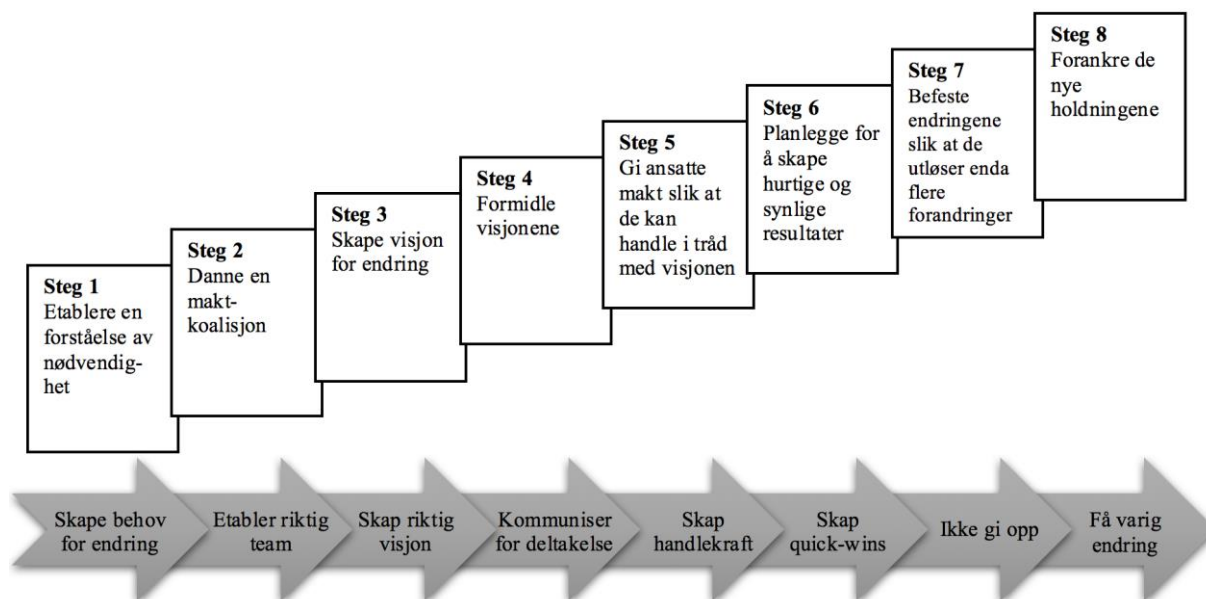 Steg 1
Etablere en
forståelse av
nødvendig-
het
Steg 2
Danne en
makt-
koalisjon
Steg 3
Skape visjon
for endring
Steg 4
Formidle
visjonene
Steg 5
Gi ansatte
makt slik at
de kan
handle i tråd
med visjonen
Steg 6
Planlegge for
å skape
hurtige og
synlige
resultater
Steg 7
Befeste
endringene
slik at de
utløser enda
flere
forandringer
Steg 8
Forankre de
nye
holdningene
Skape behov
for endring
Etabler riktig
team
Skap riktig
visjon
Kommuniser
for deltakelse
Skap
handlekraft
Skap
quick-wins
Ikke gi opp
Få varig
endring